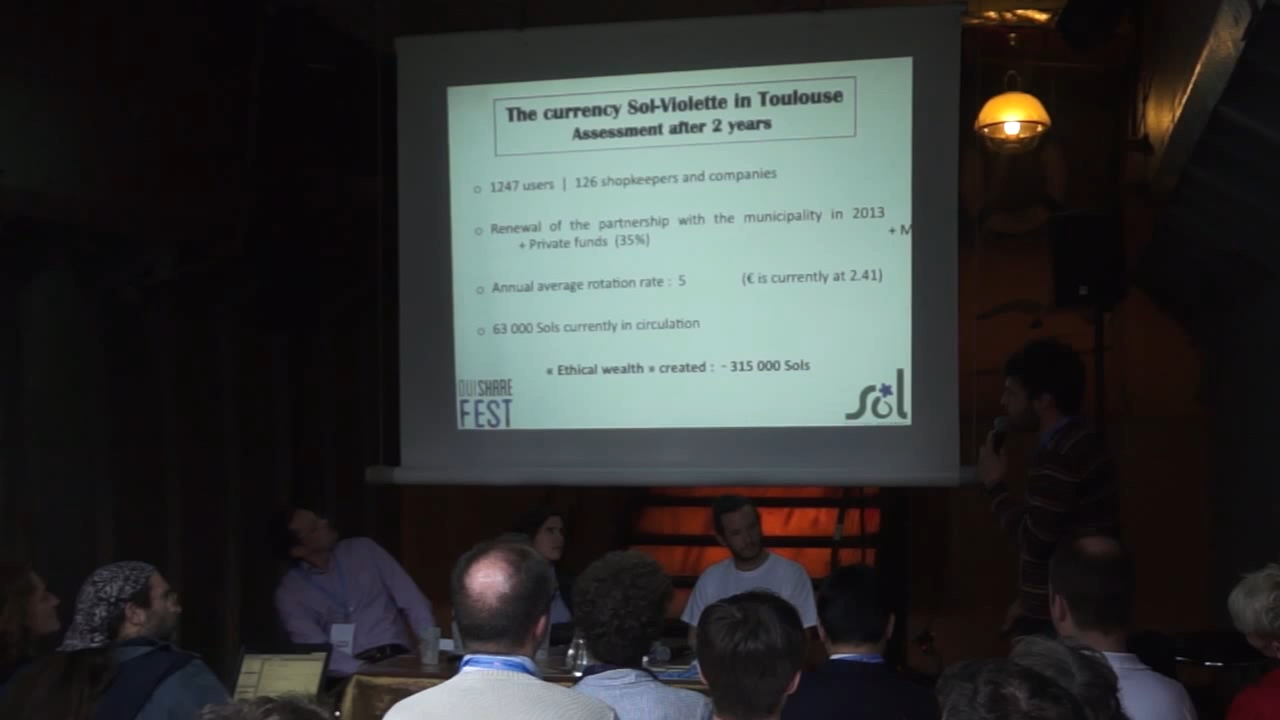 The currency Sol-Violette in Toulouse
Assessment after 2 years
1247 users | 126 shopkeepers and companies
Renewal of the partnership with the municipality in 2013
+ M
+ Private funds (35%)
Annual average rotation rate : 5 (€ is currently at 2.41)
63 000 Sols currently in circulation
« Ethical wealth » created : - 315 000 Sols
OUISHARE
FEST
sol